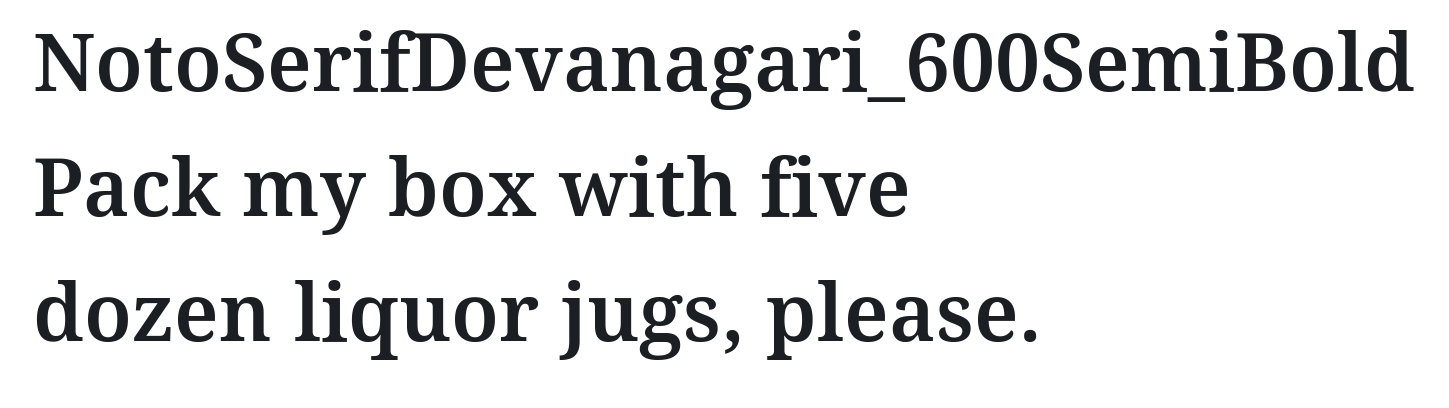 NotoSerifDevanagari_600SemiBold
Pack my box with five
dozen liquor jugs, please.